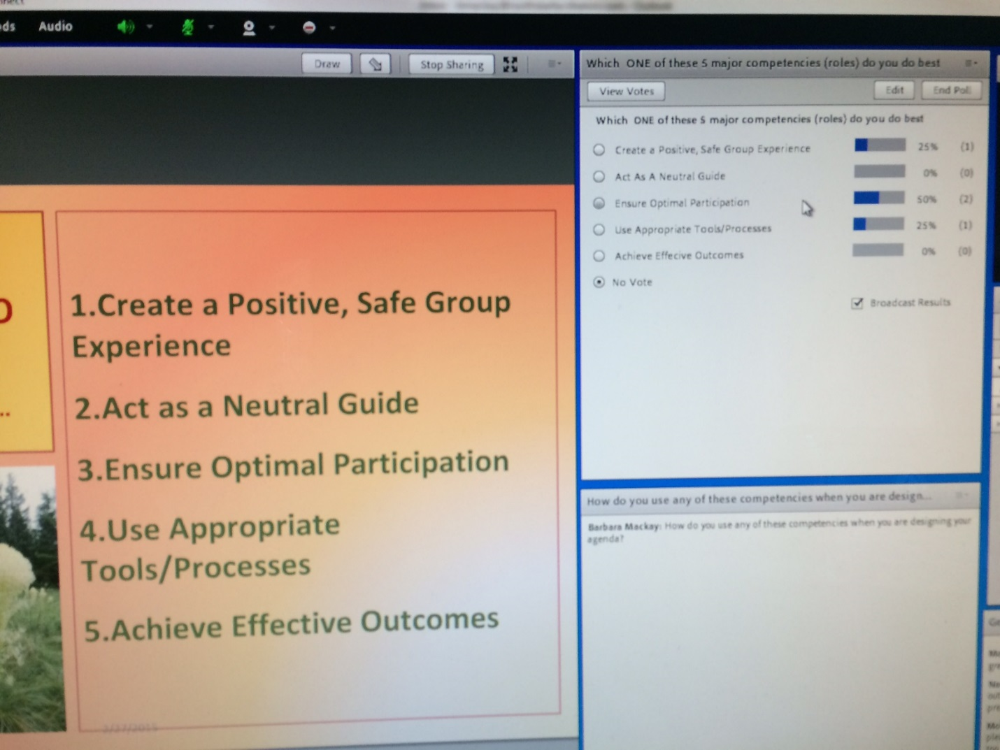 ds Audio
Draw
Stop Sharing
1.Create a Positive, Safe Group
Experience
2.Act as a Neutral Guide
3.Ensure Optimal Participation
4.Use Appropriate
Tools/Processes
5.Achieve Effective Outcomes
2/27/2015
Which ONE of these 5 major competencies (roles) do you do best
View Votes Edit End Poll
Which ONE of these 5 major competencies (roles) do you do best
Create a Positive, Safe Group Experience 25% (1)
Act As A Neutral Guide 0% (0)
Ensure Optimal Participation 50% (2)
Use Appropriate Tools/Processes 25% (1)
Achieve Effecive Outcomes 0% (0)
No Vote
Broadcast Results
How do you use any of these competencies when you are design...
Barbara Mackay: How do you use any of these competencies when you are designing your
agenda?